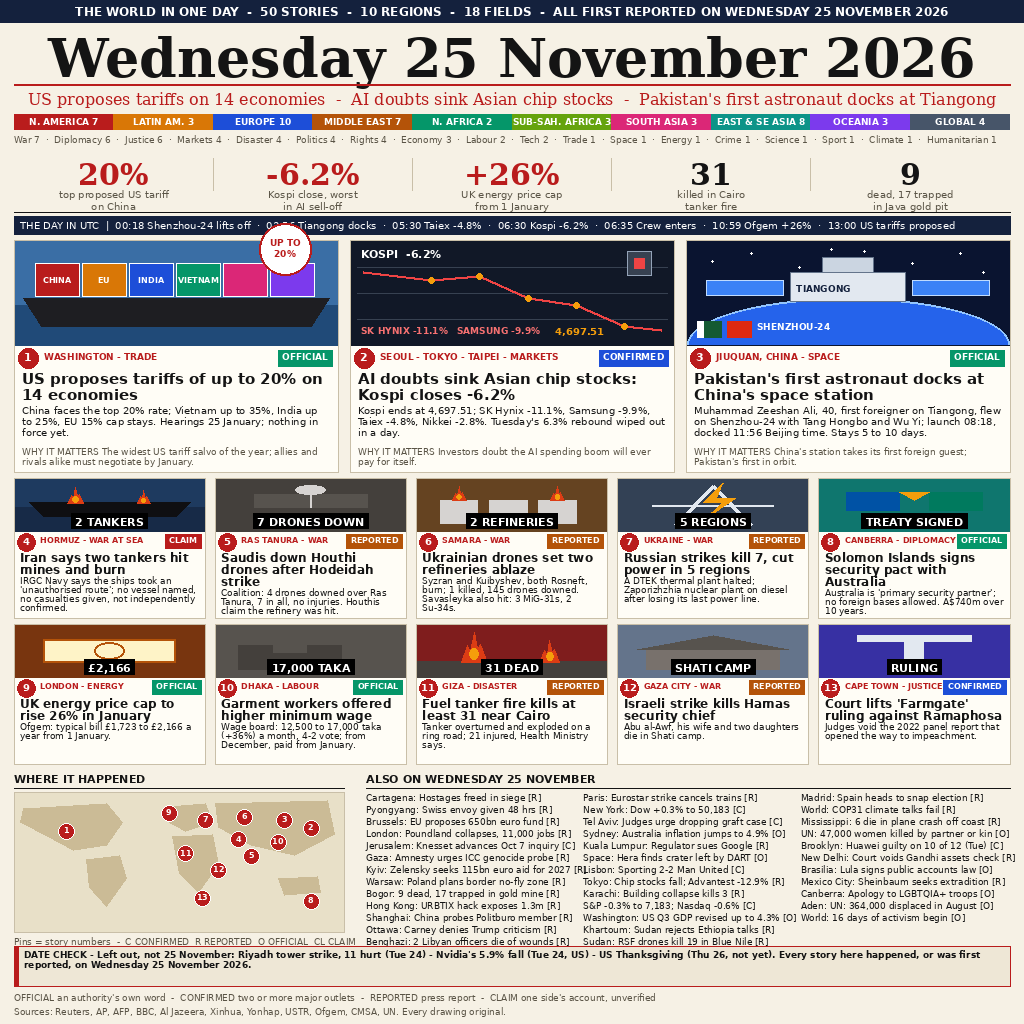 THE WORLD IN ONE DAY - 50 STORIES - 10 REGIONS - 18 FIELDS - ALL FIRST REPORTED ON WEDNESDAY 25 NOVEMBER 2026
Wednesday 25 November 2026
US proposes tariffs on 14 economies - AI doubts sink Asian chip stocks - Pakistan's first astronaut docks at Tiangong
N. AMERICA 7
LATIN AM. 3
EUROPE 10
MIDDLE EAST 7
N. AFRICA 2
SUB-SAH. AFRICA 3
SOUTH ASIA 3
EAST & SE ASIA 8
OCEANIA 3
GLOBAL 4
War 7 · Diplomacy 6 · Justice 6 · Markets 4 · Disaster 4 · Politics 4 · Rights 4 · Economy 3 · Labour 2 · Tech 2 · Trade 1 · Space 1 · Energy 1 · Crime 1 · Science 1 · Sport 1 · Climate 1 · Humanitarian 1
20%
top proposed US tariff
on China
-6.2%
Kospi close, worst
in AI sell-off
+26%
UK energy price cap
from 1 January
31
killed in Cairo
tanker fire
9
dead, 17 trapped
in Java gold pit
THE DAY IN UTC | 00:18 Shenzhou-24 lifts off · Tiangong docks · 05:30 Taiex -4.8% · 06:30 Kospi -6.2% · 06:35 Crew enters · 10:59 Ofgem +26% · 13:00 US tariffs proposed
UP TO
20%
CHINA
EU
INDIA
VIETNAM
1 WASHINGTON - TRADE
OFFICIAL
US proposes tariffs of up to 20% on
14 economies
China faces the top 20% rate; Vietnam up to 35%, India up
to 25%, EU 15% cap stays. Hearings 25 January; nothing in
force yet.
WHY IT MATTERS The widest US tariff salvo of the year; allies and
rivals alike must negotiate by January.
KOSPI -6.2%
SK HYNIX -11.1% SAMSUNG -9.9% 4,697.51
2 SEOUL - TOKYO - TAIPEI - MARKETS
CONFIRMED
AI doubts sink Asian chip stocks:
Kospi closes -6.2%
Kospi ends at 4,697.51; SK Hynix -11.1%, Samsung -9.9%,
Taiex -4.8%, Nikkei -2.8%. Tuesday's 6.3% rebound wiped out
in a day.
WHY IT MATTERS Investors doubt the AI spending boom will ever
pay for itself.
TIANGONG
SHENZHOU-24
3 JIUQUAN, CHINA - SPACE
OFFICIAL
Pakistan's first astronaut docks at
China's space station
Muhammad Zeeshan Ali, 40, first foreigner on Tiangong, flew
on Shenzhou-24 with Tang Hongbo and Wu Yi; launch 08:18,
docked 11:56 Beijing time. Stays 5 to 10 days.
WHY IT MATTERS China's station takes its first foreign guest;
Pakistan's first in orbit.
2 TANKERS
4 HORMUZ - WAR AT SEA
CLAIM
Iran says two tankers hit
mines and burn
IRGC Navy says the ships took an
'unauthorised route'; no vessel named,
no casualties given, not independently
confirmed.
7 DRONES DOWN
5 RAS TANURA - WAR
REPORTED
Saudis down Houthi
drones after Hodeidah
strike
Coalition: 4 drones downed over Ras
Tanura, 7 in all, no injuries. Houthis
claim the refinery was hit.
2 REFINERIES
6 SAMARA - WAR
REPORTED
Ukrainian drones set two
refineries ablaze
Syzran and Kuibyshev, both Rosneft,
burn; 1 killed, 145 drones downed.
Savasleyka also hit: 3 MiG-31s, 2
Su-34s.
5 REGIONS
7 UKRAINE - WAR
REPORTED
Russian strikes kill 7, cut
power in 5 regions
A DTEK thermal plant halted;
Zaporizhzhia nuclear plant on diesel
after losing its last power line.
TREATY SIGNED
8 CANBERRA - DIPLOMACY
OFFICIAL
Solomon Islands signs
security pact with
Australia
Australia is 'primary security partner';
no foreign bases allowed. A$740m over
10 years.
£2,166
9 LONDON - ENERGY
OFFICIAL
UK energy price cap to
rise 26% in January
Ofgem: typical bill £1,723 to £2,166 a
year from 1 January.
17,000 TAKA
10 DHAKA - LABOUR
OFFICIAL
Garment workers offered
higher minimum wage
Wage board: 12,500 to 17,000 taka
(+36%) a month, 4-2 vote; from
December, paid from January.
31 DEAD
11 GIZA - DISASTER
REPORTED
Fuel tanker fire kills at
least 31 near Cairo
Tanker overturned and exploded on a
ring road; 21 injured, Health Ministry
says.
SHATI CAMP
12 GAZA CITY - WAR
REPORTED
Israeli strike kills Hamas
security chief
Abu al-Awf, his wife and two daughters
die in Shati camp.
RULING
13 CAPE TOWN - JUSTICE
CONFIRMED
Court lifts 'Farmgate'
ruling against Ramaphosa
Judges void the 2022 panel report that
opened the way to impeachment.
WHERE IT HAPPENED
1
9
7
6
3
2
4
10
11
5
12
13
8
Pins = story numbers - C CONFIRMED R REPORTED O OFFICIAL CL CLAIM
ALSO ON WEDNESDAY 25 NOVEMBER
Cartagena: Hostages freed in siege [R]
Pyongyang: Swiss envoy given 48 hrs [R]
Brussels: EU proposes 650bn euro fund [R]
London: Poundland collapses, 11,000 jobs [R]
Jerusalem: Knesset advances Oct 7 inquiry [C]
Gaza: Amnesty urges ICC genocide probe [R]
Kyiv: Zelensky seeks 115bn euro aid for 2027 [R]
Warsaw: Poland plans border no-fly zone [R]
Bogor: 9 dead, 17 trapped in gold mine [R]
Hong Kong: URBTIX hack exposes 1.3m [R]
Shanghai: China probes Politburo member [R]
Ottawa: Carney denies Trump criticism [R]
Benghazi: 2 Libyan officers die of wounds [R]
Paris: Eurostar strike cancels trains [R]
New York: Dow +0.3% to 50,183 [C]
Tel Aviv: Judges urge dropping graft case [C]
Sydney: Australia inflation jumps to 4.9% [O]
Kuala Lumpur: Regulator sues Google [R]
Space: Hera finds crater left by DART [O]
Lisbon: Sporting 2-2 Man United [C]
Tokyo: Chip stocks fall; Advantest -12.9% [R]
Karachi: Building collapse kills 3 [R]
S&P -0.3% to 7,183; Nasdaq -0.6% [C]
Washington: US Q3 GDP revised up to 4.3% [O]
Khartoum: Sudan rejects Ethiopia talks [R]
Sudan: RSF drones kill 19 in Blue Nile [R]
Madrid: Spain heads to snap election [R]
World: COP31 climate talks fail [R]
Mississippi: 6 die in plane crash off coast [R]
UN: 47,000 women killed by partner or kin [O]
Brooklyn: Huawei guilty on 10 of 12 (Tue) [C]
New Delhi: Court voids Gandhi assets check [R]
Brasilia: Lula signs public accounts law [O]
Mexico City: Sheinbaum seeks extradition [R]
Canberra: Apology to LGBTQIA+ troops [O]
Aden: UN: 364,000 displaced in August [O]
World: 16 days of activism begin [O]
DATE CHECK - Left out, not 25 November: Riyadh tower strike, 11 hurt (Tue 24) - Nvidia's 5.9% fall (Tue 24, US) - US Thanksgiving (Thu 26, not yet). Every story here happened, or was first
reported, on Wednesday 25 November 2026.
OFFICIAL an authority's own word - CONFIRMED two or more major outlets - REPORTED press report - CLAIM one side's account, unverified
Sources: Reuters, AP, AFP, BBC, Al Jazeera, Xinhua, Yonhap, USTR, Ofgem, CMSA, UN. Every drawing original.